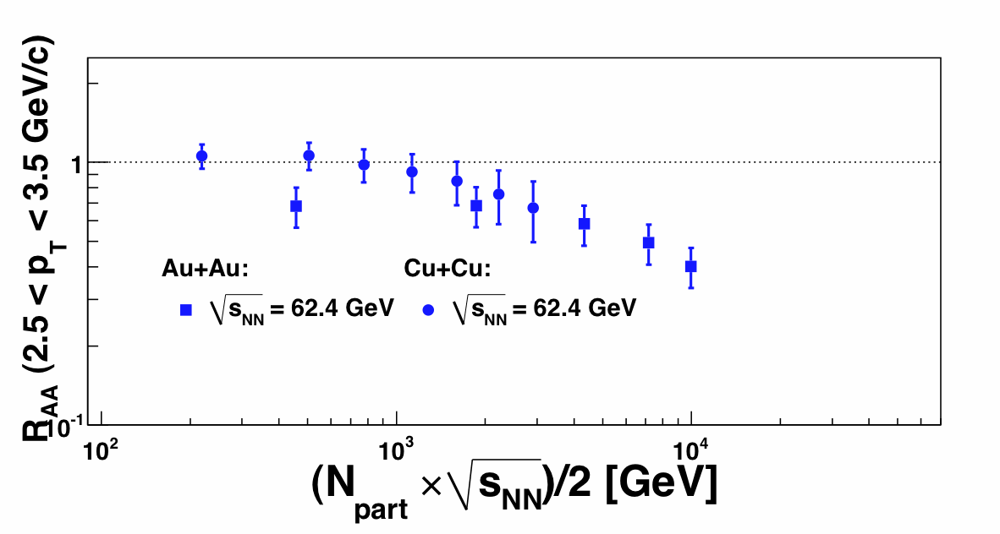 R_AA (2.5 < p_T < 3.5 GeV/c)
1
10^-1
Au+Au: Cu+Cu:
√s_NN = 62.4 GeV √s_NN = 62.4 GeV
10^2 10^3 10^4
(N_part ×√s_NN)/2 [GeV]